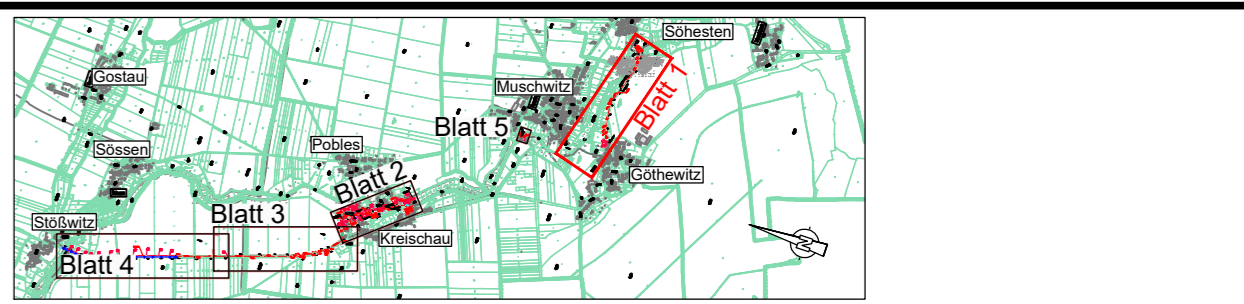 Söhesten
Gostau
Muschwitz
Blatt 1
Blatt 5
Sössen
Pobles
Göthewitz
Blatt 2
Blatt 3
Stößwitz
Kreischau
Blatt 4
N